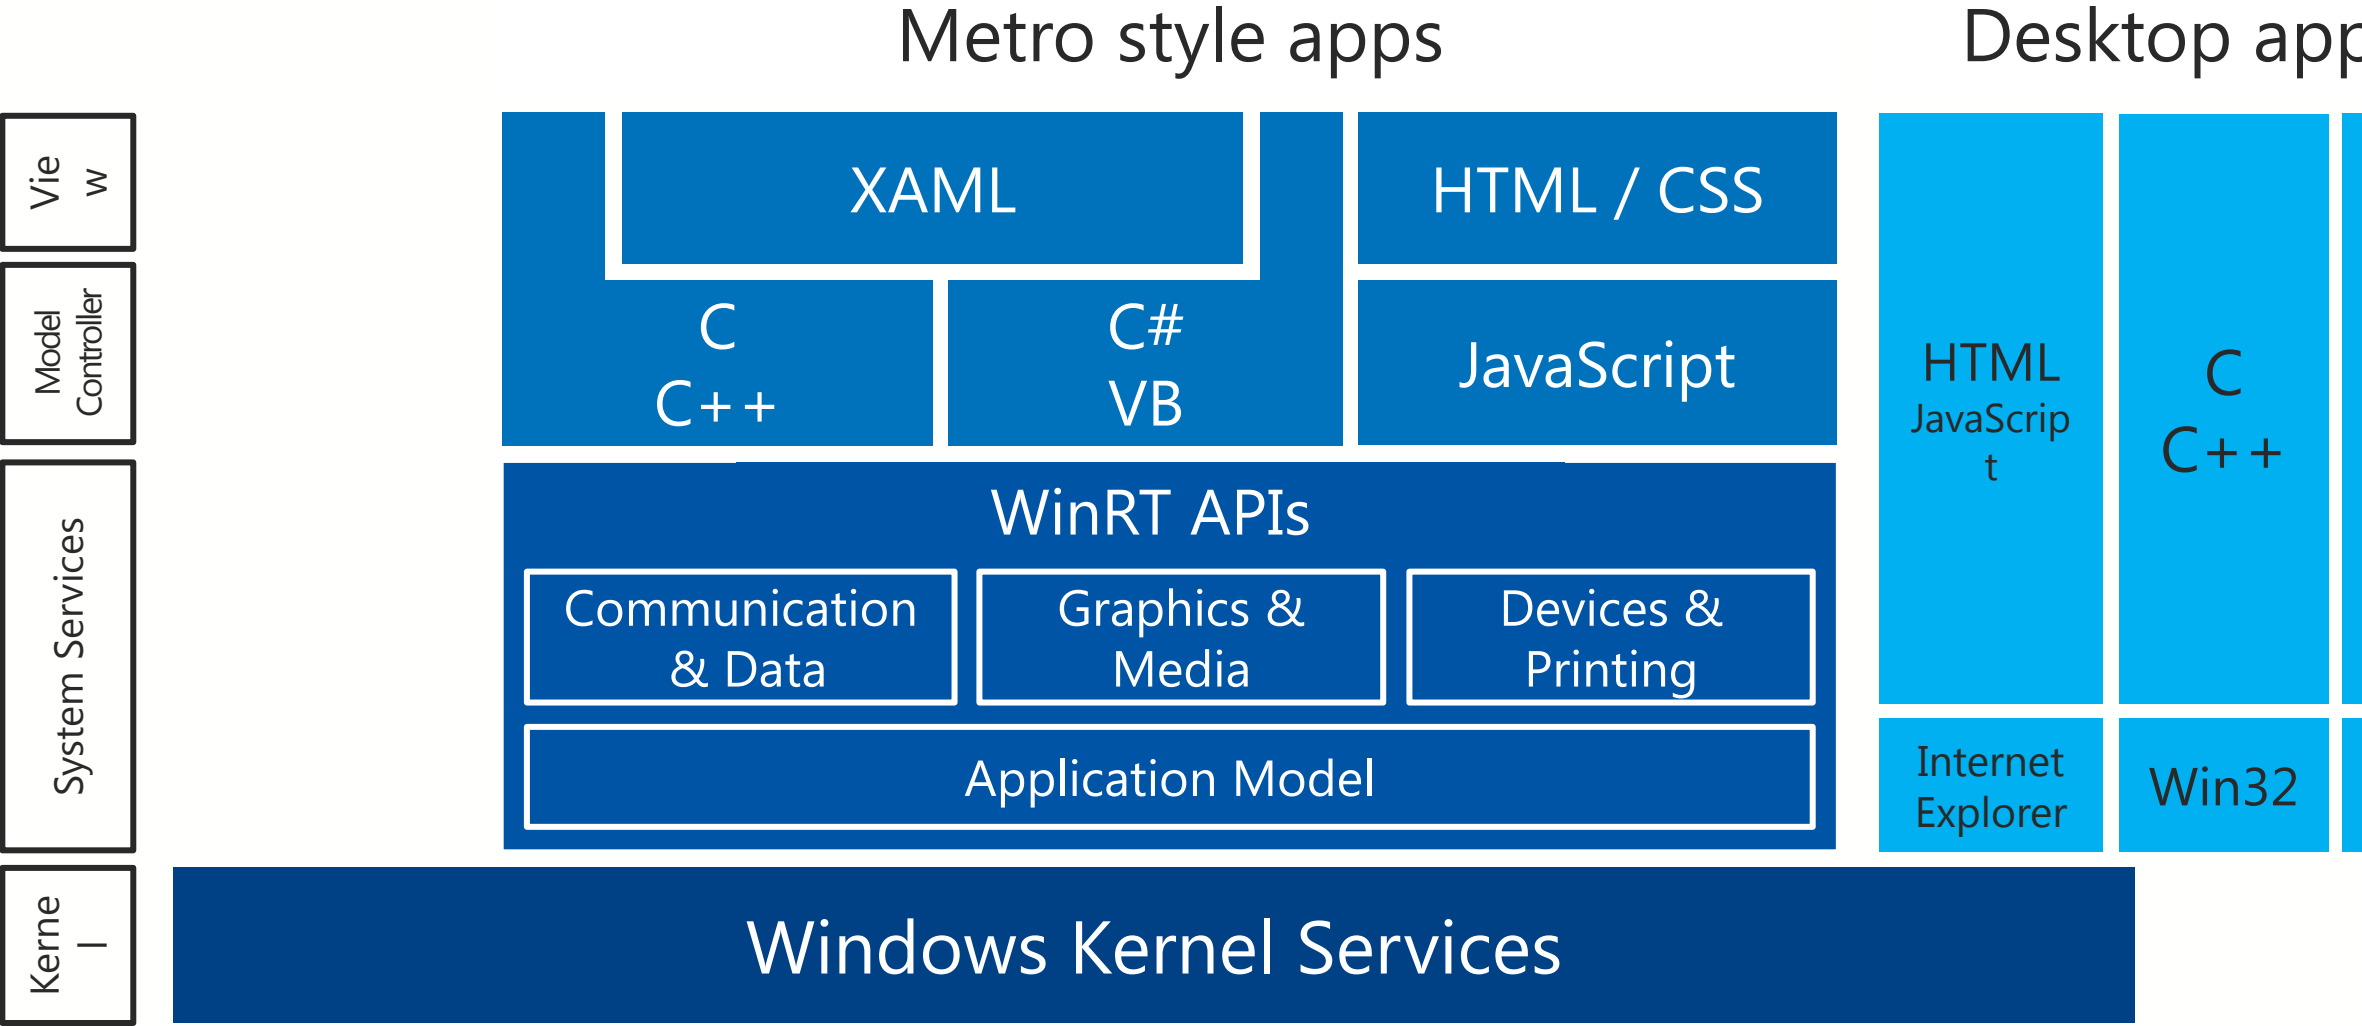 Metro style apps
Desktop app
Vie
w
XAML
HTML / CSS
Model
Controller
C
C++
C#
VB
JavaScript
HTML
JavaScrip
t
C
C++
System Services
WinRT APIs
Communication
& Data
Graphics &
Media
Devices &
Printing
Application Model
Internet
Explorer
Win32
Kerne
l
Windows Kernel Services